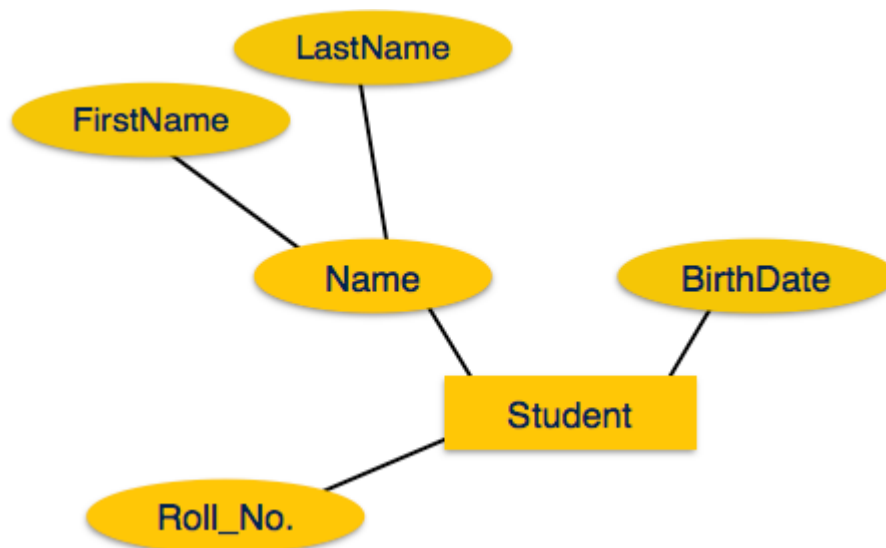 LastName
FirstName
Name
BirthDate
Student
Roll_No.